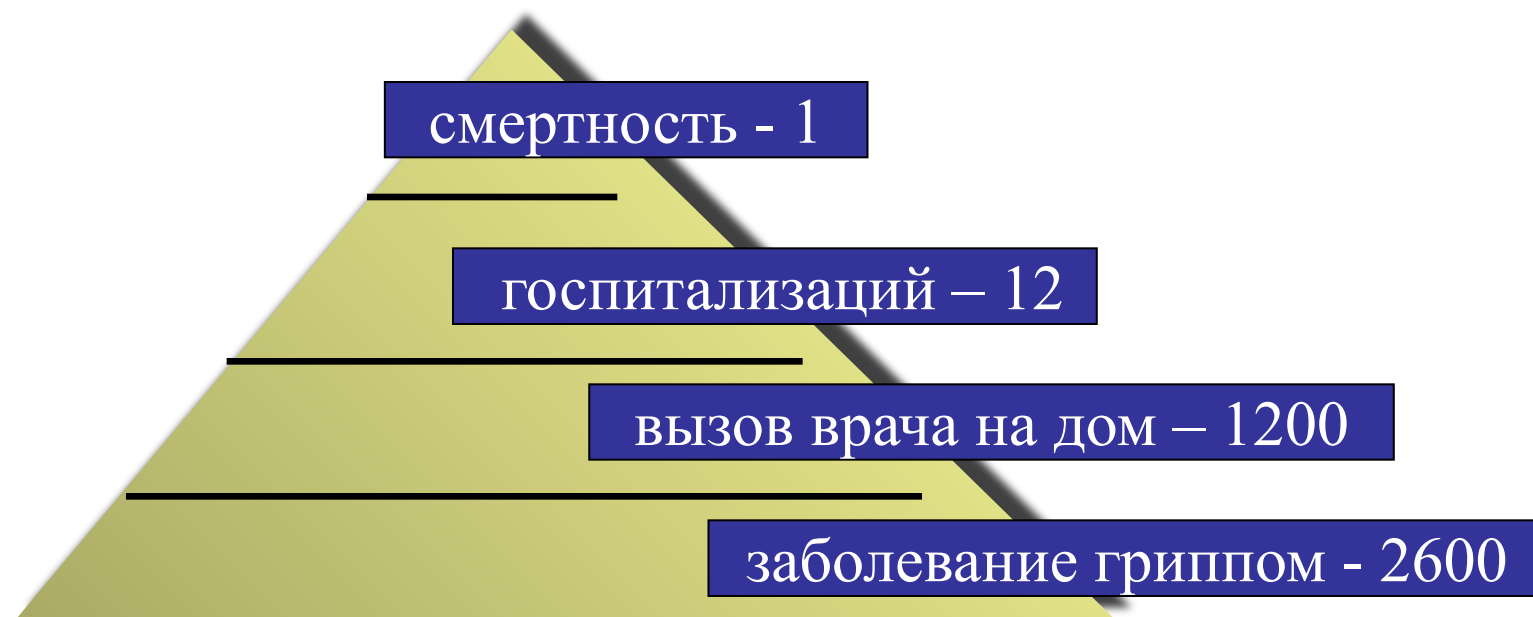 смертность - 1
госпитализаций – 12
вызов врача на дом – 1200
заболевание гриппом - 2600